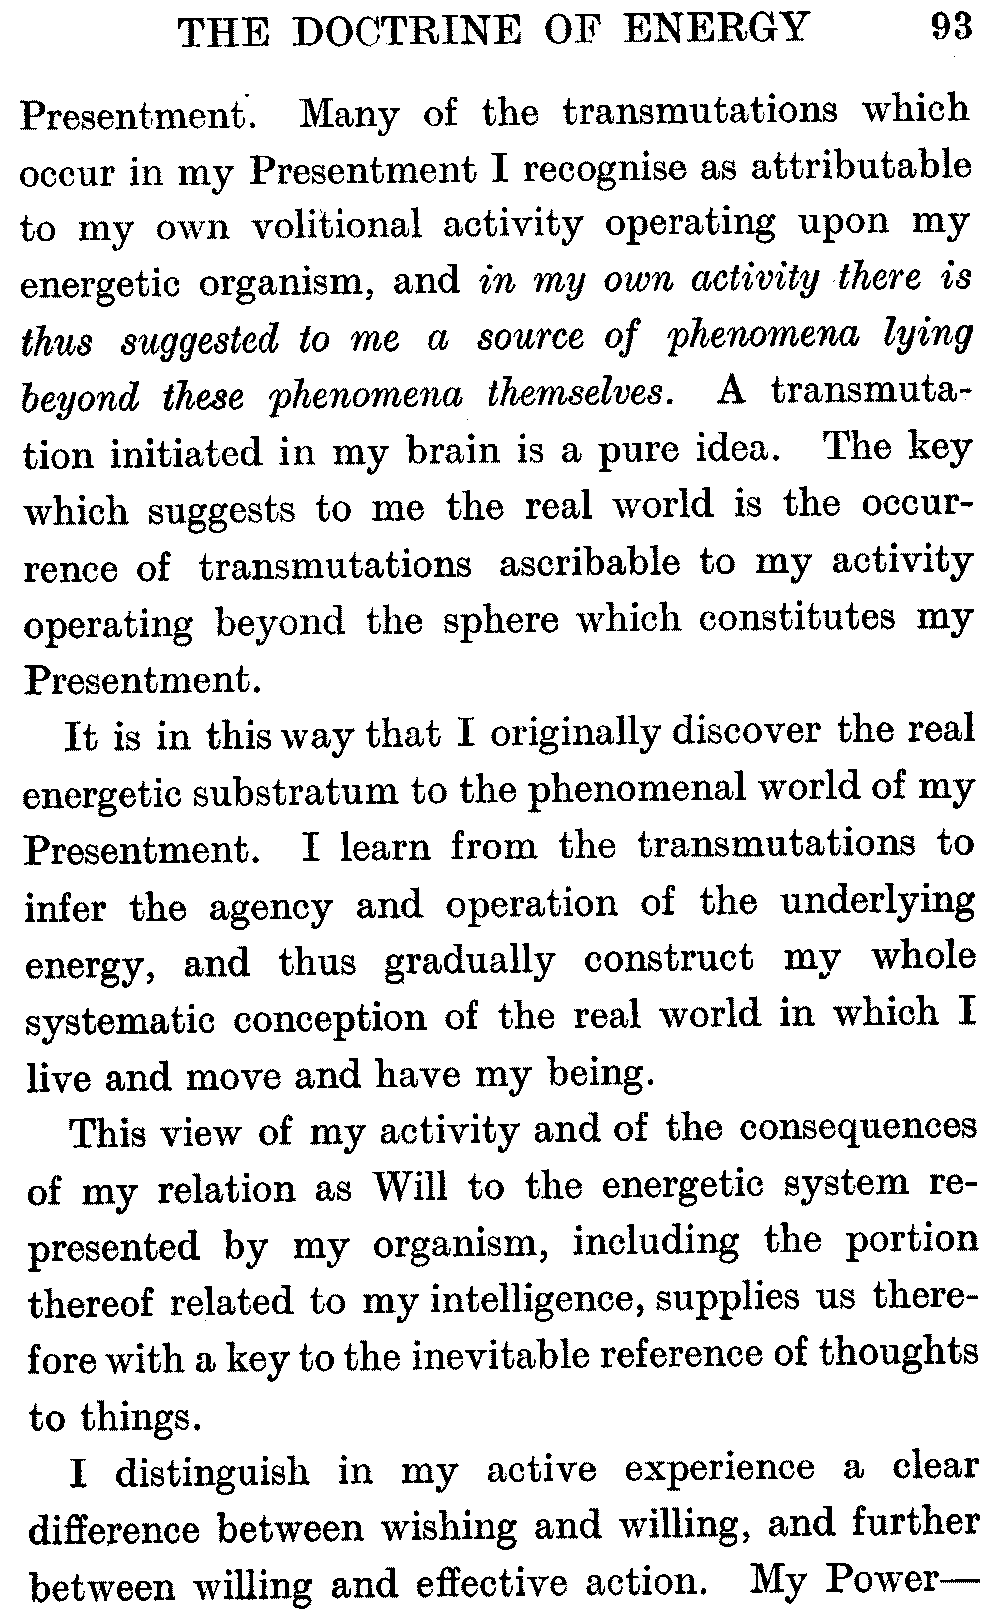 THE DOCTRINE OF ENERGY 93
Presentment. Many of the transmutations which
occur in my Presentment I recognise as attributable
to my own volitional activity operating upon my
energetic organism, and in my own activity there is
thus suggested to me a source of phenomena lying
beyond these phenomena themselves. A transmuta-
tion initiated in my brain is a pure idea. The key
which suggests to me the real world is the occur-
rence of transmutations ascribable to my activity
operating beyond the sphere which constitutes my
Presentment.
It is in this way that I originally discover the real
energetic substratum to the phenomenal world of my
Presentment. I learn from the transmutations to
infer the agency and operation of the underlying
energy, and thus gradually construct my whole
systematic conception of the real world in which I
live and move and have my being.
This view of my activity and of the consequences
of my relation as Will to the energetic system re-
presented by my organism, including the portion
thereof related to my intelligence, supplies us there-
fore with a key to the inevitable reference of thoughts
to things.
I distinguish in my active experience a clear
difference between wishing and willing, and further
between willing and effective action. My Power—